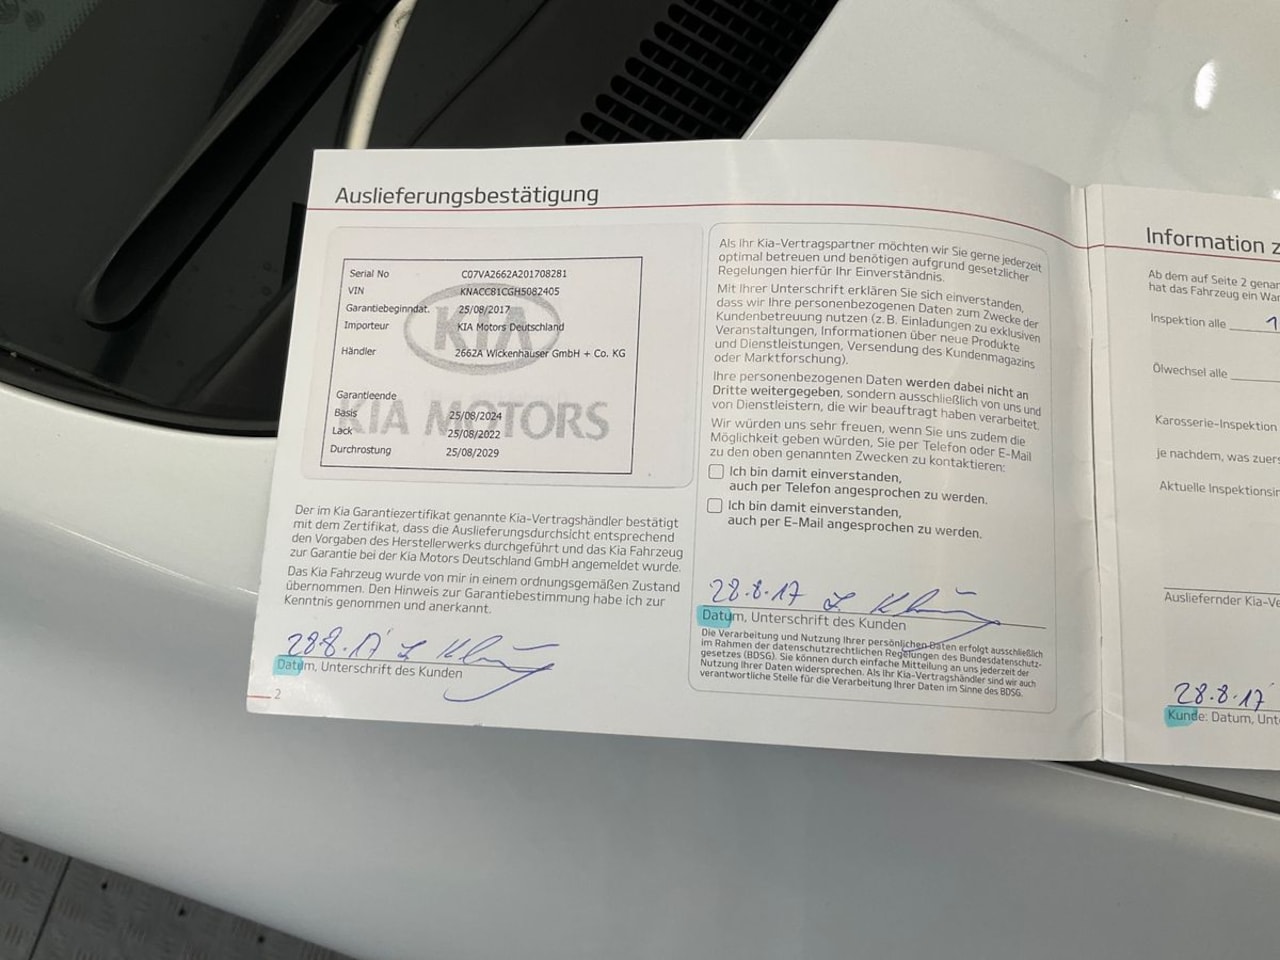 Auslieferungsbestätigung
Serial No C07VA2662A201708281
VIN KNACC81CGH5082405
Garantiebeginndat. 25/08/2017
Importeur KIA Motors Deutschland
Händler 2662A Wickenhäuser GmbH + Co. KG
Garantieende
Basis 25/08/2024
Lack 25/08/2022
Durchrostung 25/08/2029
KIA
KIA MOTORS
Der im Kia Garantiezertifikat genannte Kia-Vertragshändler bestätigt
mit dem Zertifikat, dass die Auslieferungsdurchsicht entsprechend
den Vorgaben des Herstellerwerks durchgeführt und das Kia Fahrzeug
zur Garantie bei der Kia Motors Deutschland GmbH angemeldet wurde.
Das Kia Fahrzeug wurde von mir in einem ordnungsgemäßen Zustand
übernommen. Den Hinweis zur Garantiebestimmung habe ich zur
Kenntnis genommen und anerkannt.
28.8.17
Datum, Unterschrift des Kunden
2
Als Ihr Kia-Vertragspartner möchten wir Sie gerne jederzeit
optimal betreuen und benötigen aufgrund gesetzlicher
Regelungen hierfür Ihr Einverständnis.
Mit Ihrer Unterschrift erklären Sie sich einverstanden,
dass wir Ihre personenbezogenen Daten zum Zwecke der
Kundenbetreuung nutzen (z.B. Einladungen zu exklusiven
Veranstaltungen, Informationen über neue Produkte
und Dienstleistungen, Versendung des Kundenmagazins
oder Marktforschung).
Ihre personenbezogenen Daten werden dabei nicht an
Dritte weitergegeben, sondern ausschließlich von uns und
von Dienstleistern, die wir beauftragt haben verarbeitet.
Wir würden uns sehr freuen, wenn Sie uns zudem die
Möglichkeit geben würden, Sie per Telefon oder E-Mail
zu den oben genannten Zwecken zu kontaktieren:
Ich bin damit einverstanden,
auch per Telefon angesprochen zu werden.
Ich bin damit einverstanden,
auch per E-Mail angesprochen zu werden.
28.8.17
Datum, Unterschrift des Kunden
Die Verarbeitung und Nutzung Ihrer persönlichen Daten erfolgt ausschließlich
im Rahmen der datenschutzrechtlichen Regelungen des Bundesdatenschutz-
gesetzes (BDSG). Sie können durch einfache Mitteilung an uns jederzeit der
Nutzung Ihrer Daten widersprechen. Als Ihr Kia-Vertragshändler sind wir auch
verantwortliche Stelle für die Verarbeitung Ihrer Daten im Sinne des BDSG.
Information z
Ab dem auf Seite 2 genan
hat das Fahrzeug ein War
Inspektion alle 1
Ölwechsel alle
Karosserie-Inspektion
je nachdem, was zuers
Aktuelle Inspektionsin
Ausliefernder Kia-Ve
28.8.17
Kunde: Datum, Unt